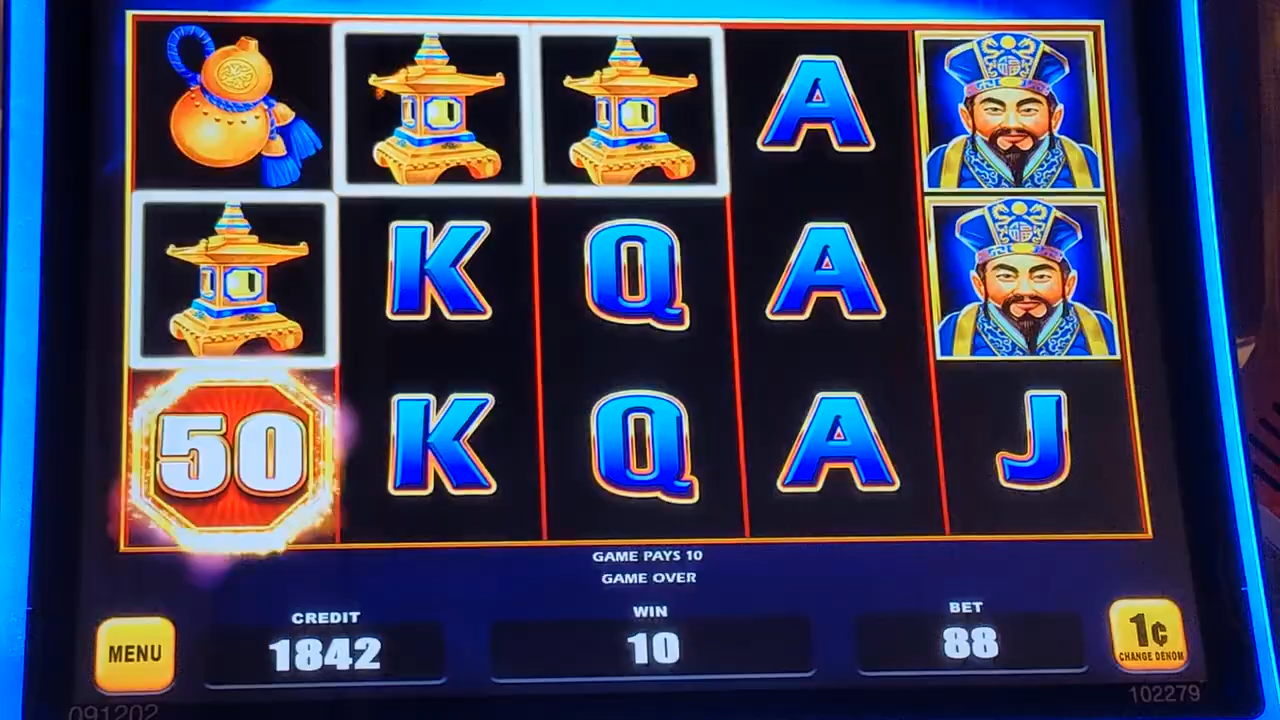 A
K Q A
50 K Q A J
GAME PAYS 10
GAME OVER
CREDIT WIN BET
1842 10 88
MENU
1¢
CHANGE DENOM
091202 102279